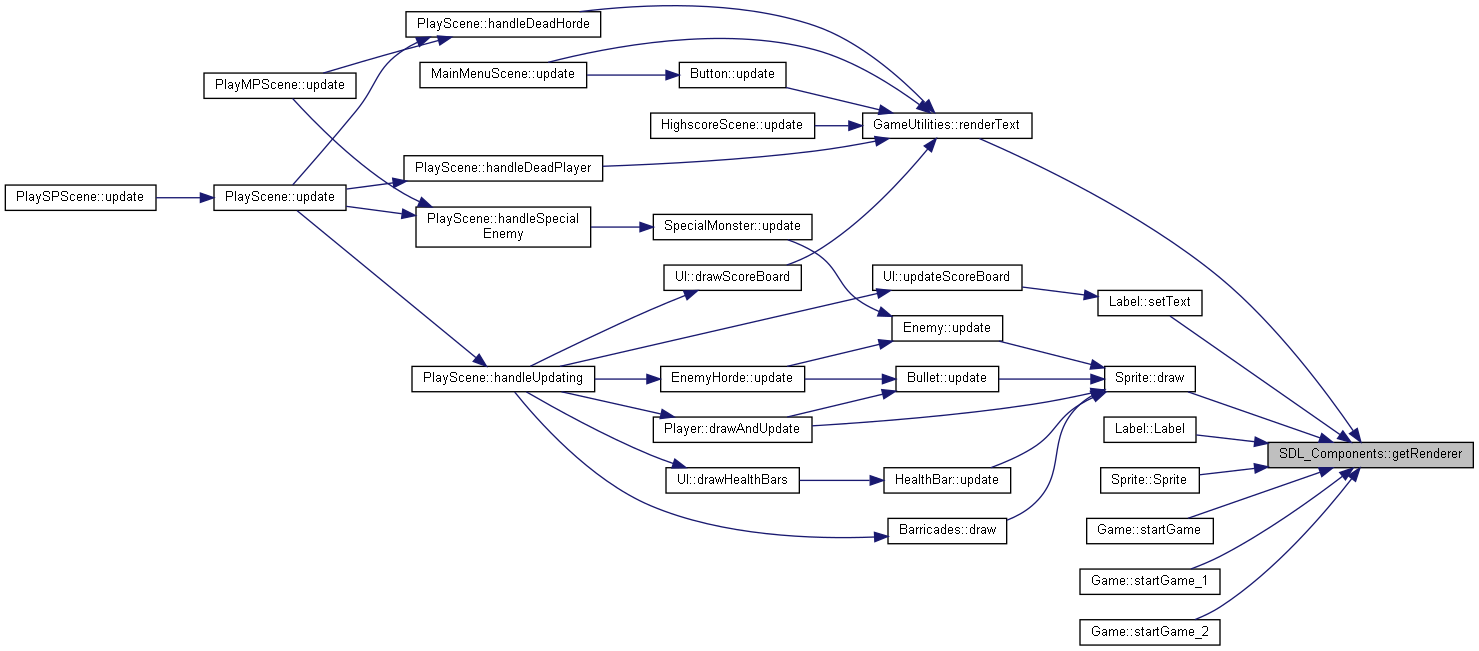 PlayScene::handleDeadHorde
MainMenuScene::update
Button::update
PlayMPScene::update
HighscoreScene::update
GameUtilities::renderText
PlayScene::handleDeadPlayer
PlaySPScene::update
PlayScene::update
PlayScene::handleSpecial
Enemy
SpecialMonster::update
UI::drawScoreBoard
UI::updateScoreBoard
Label::setText
Enemy::update
PlayScene::handleUpdating
EnemyHorde::update
Bullet::update
Sprite::draw
Player::drawAndUpdate
Label::Label
SDL_Components::getRenderer
UI::drawHealthBars
HealthBar::update
Sprite::Sprite
Barricades::draw
Game::startGame
Game::startGame_1
Game::startGame_2